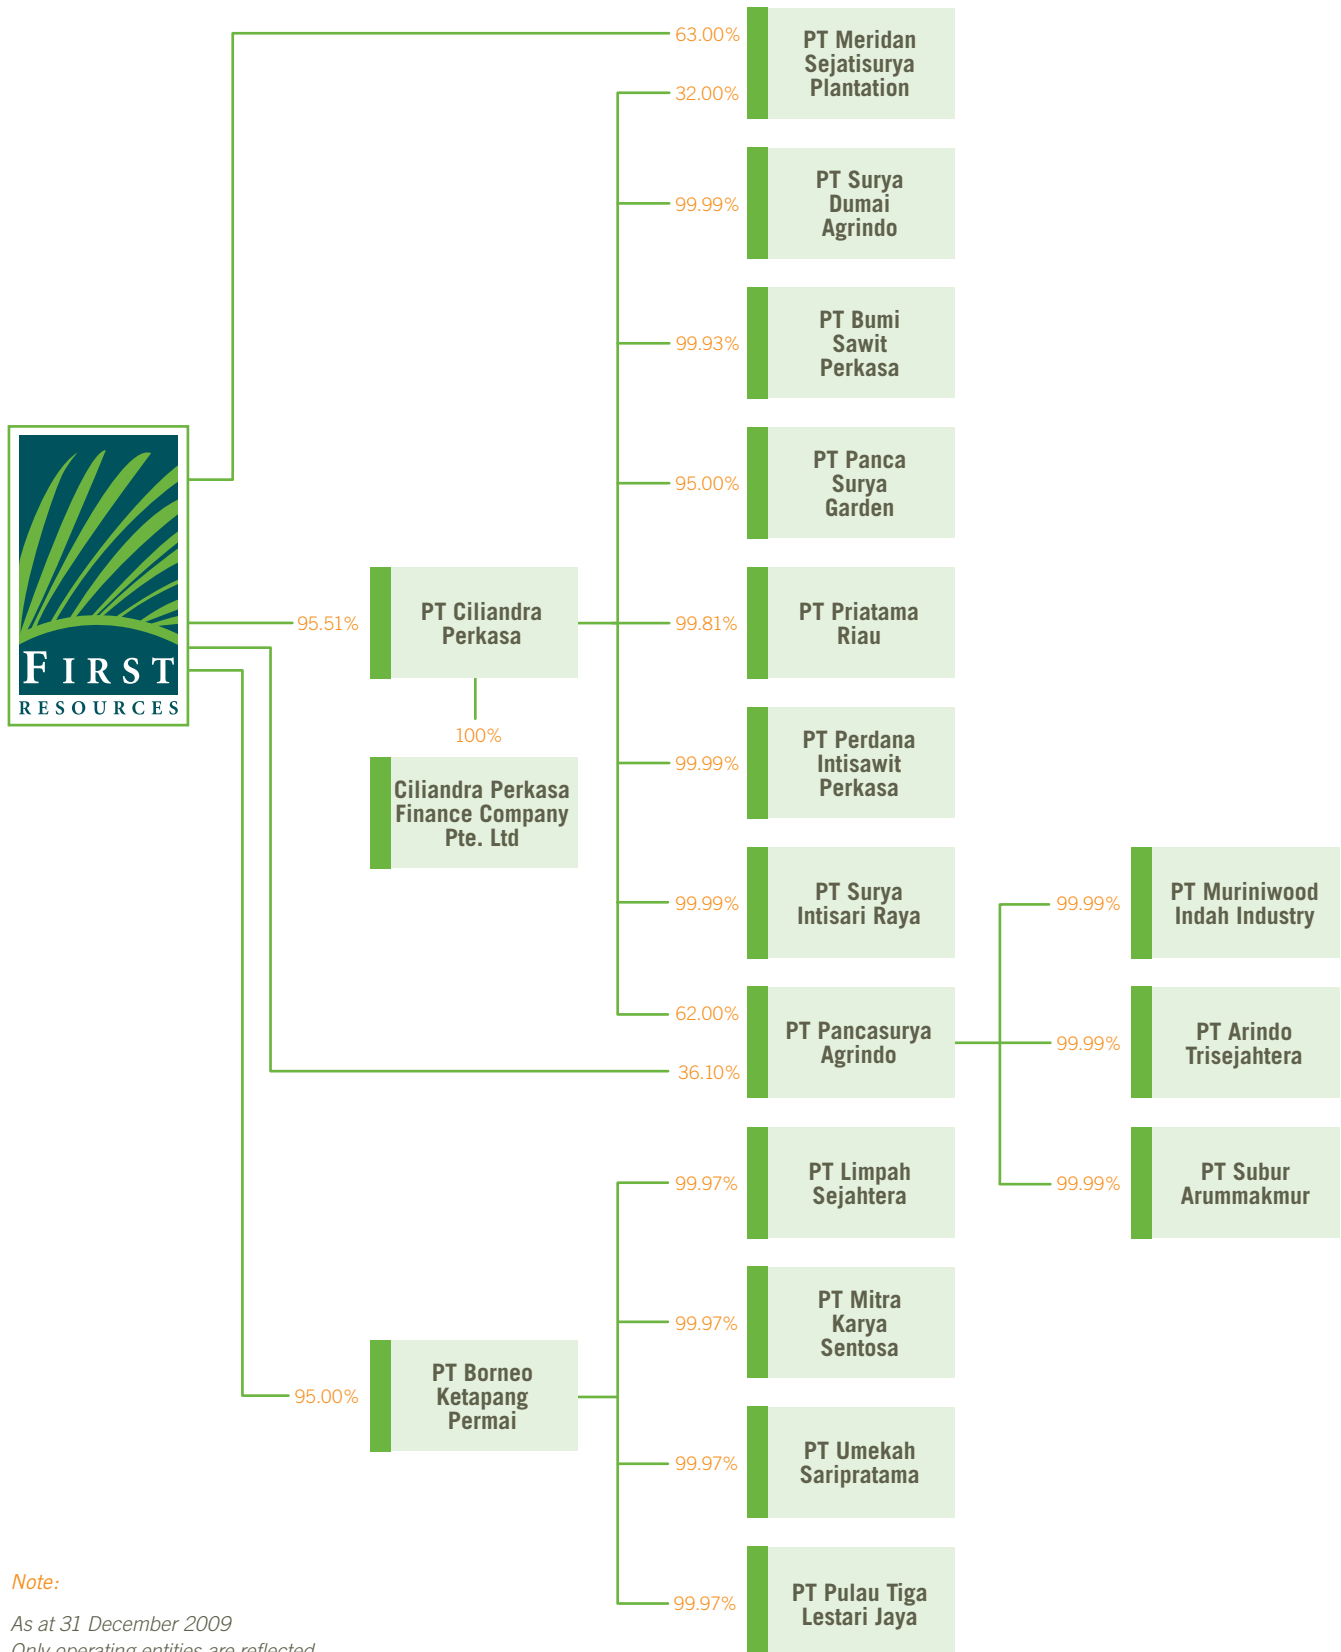 63.00%
PT Meridan
Sejatisurya
Plantation
32.00%
99.99%
PT Surya
Dumai
Agrindo
99.93%
PT Bumi
Sawit
Perkasa
95.00%
PT Panca
Surya
Garden
FIRST
RESOURCES
95.51%
PT Ciliandra
Perkasa
99.81%
PT Priatama
Riau
100%
Ciliandra Perkasa
Finance Company
Pte. Ltd
99.99%
PT Perdana
Intisawit
Perkasa
99.99%
PT Surya
Intisari Raya
99.99%
PT Muriniwood
Indah Industry
62.00%
PT Pancasurya
Agrindo
36.10%
99.99%
PT Arindo
Trisejahtera
99.99%
PT Subur
Arummakmur
99.97%
PT Limpah
Sejahtera
99.97%
PT Mitra
Karya
Sentosa
95.00%
PT Borneo
Ketapang
Permai
99.97%
PT Umekah
Saripratama
99.97%
PT Pulau Tiga
Lestari Jaya
Note:
As at 31 December 2009
Only operating entities are reflected